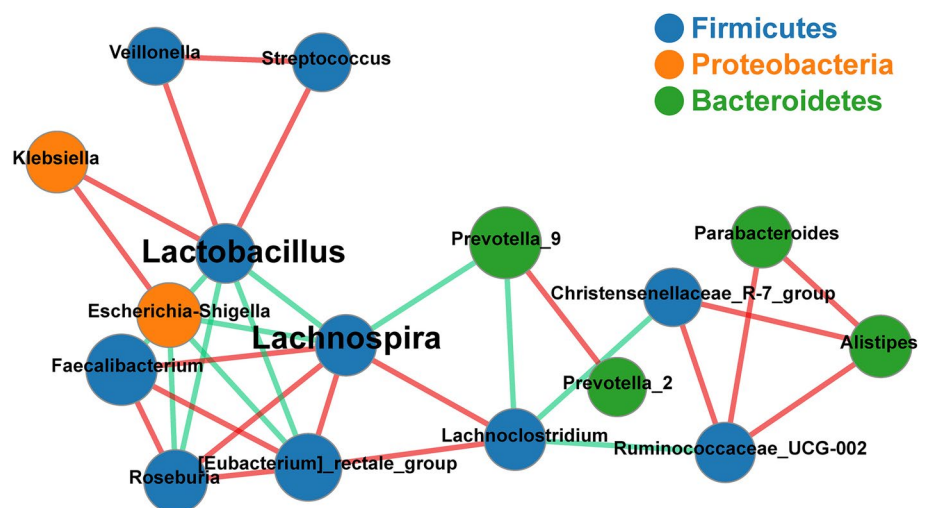 Firmicutes
Proteobacteria
Bacteroidetes
Veillonella
Streptococcus
Klebsiella
Lactobacillus
Prevotella_9
Parabacteroides
Christensenellaceae_R-7_group
Escherichia-Shigella
Lachnospira
Alistipes
Faecalibacterium
Prevotella_2
Lachnoclostridium
Ruminococcaceae_UCG-002
[Eubacterium]_rectale_group
Roseburia